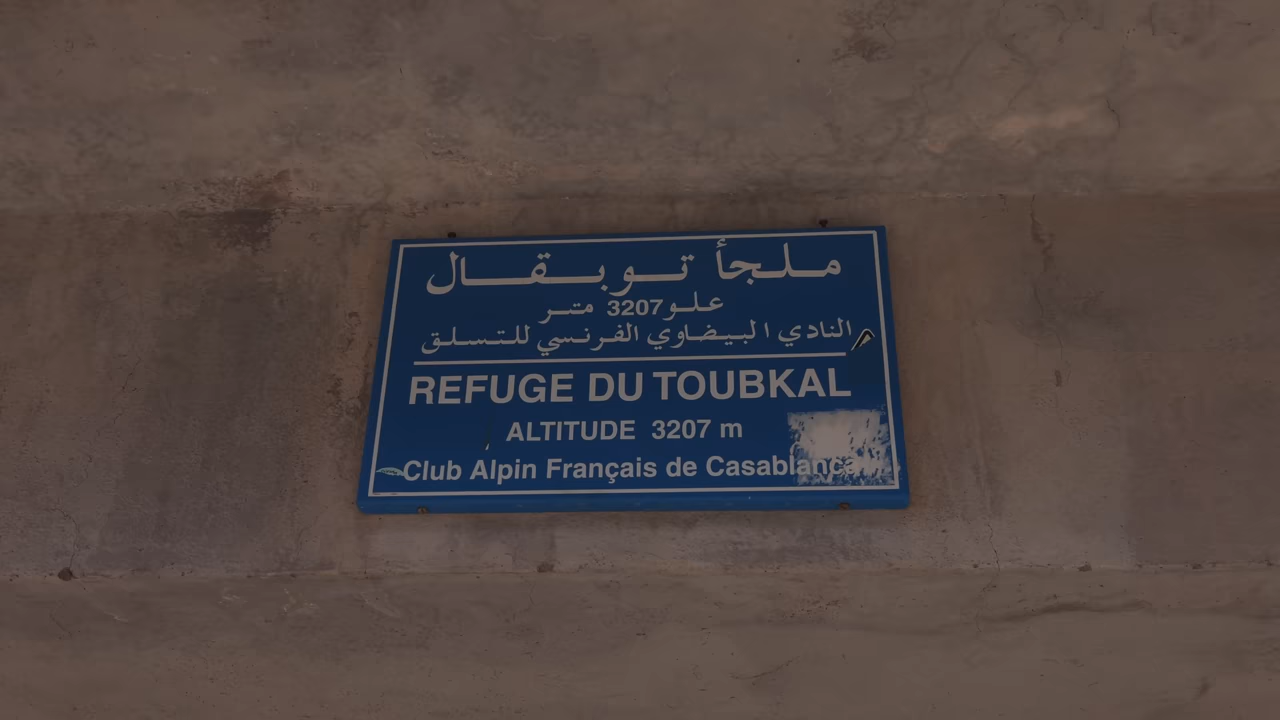 ملجأ توبقال
علو 3207 متر
النادي البيضاوي الفرنسي للتسلق
REFUGE DU TOUBKAL
ALTITUDE 3207 m
Club Alpin Français de Casablanca